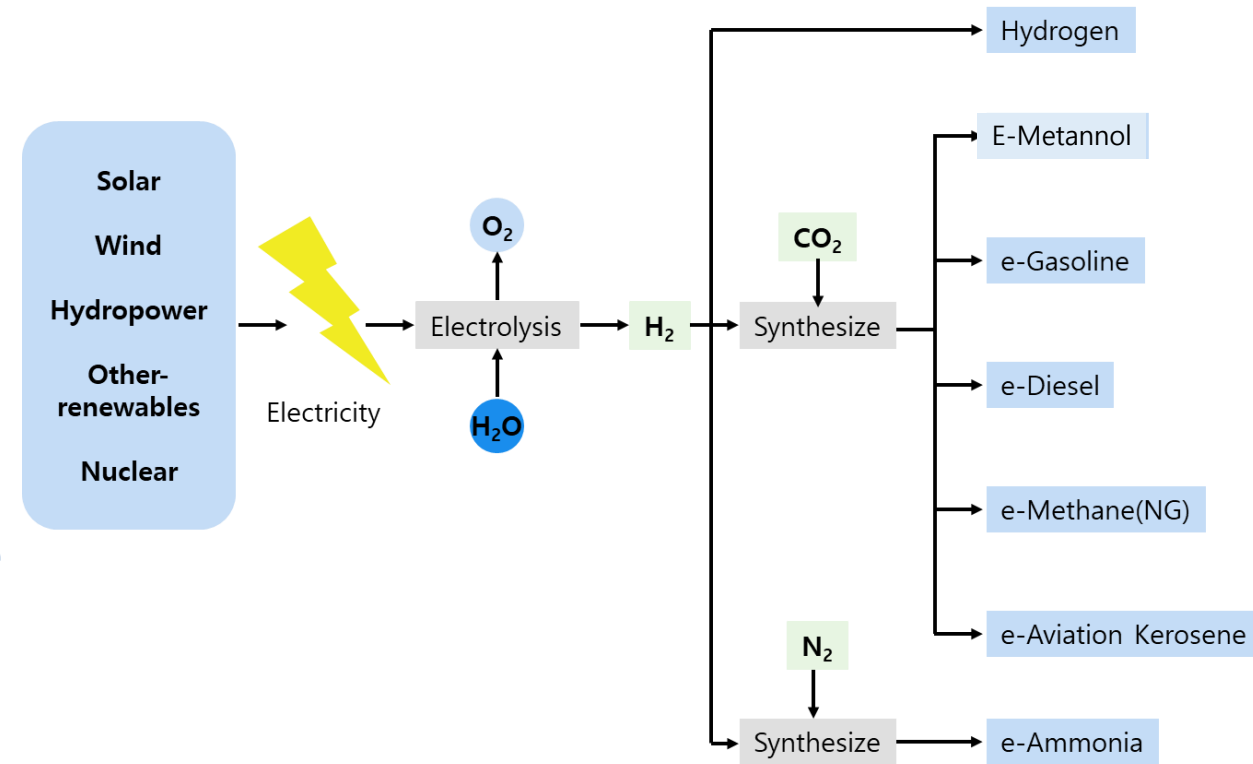 Solar
Wind
Hydropower
Other-
renewables
Nuclear
Electricity
O₂
Electrolysis
H₂O
H₂
CO₂
Synthesize
N₂
Synthesize
Hydrogen
E-Metannol
e-Gasoline
e-Diesel
e-Methane(NG)
e-Aviation Kerosene
e-Ammonia